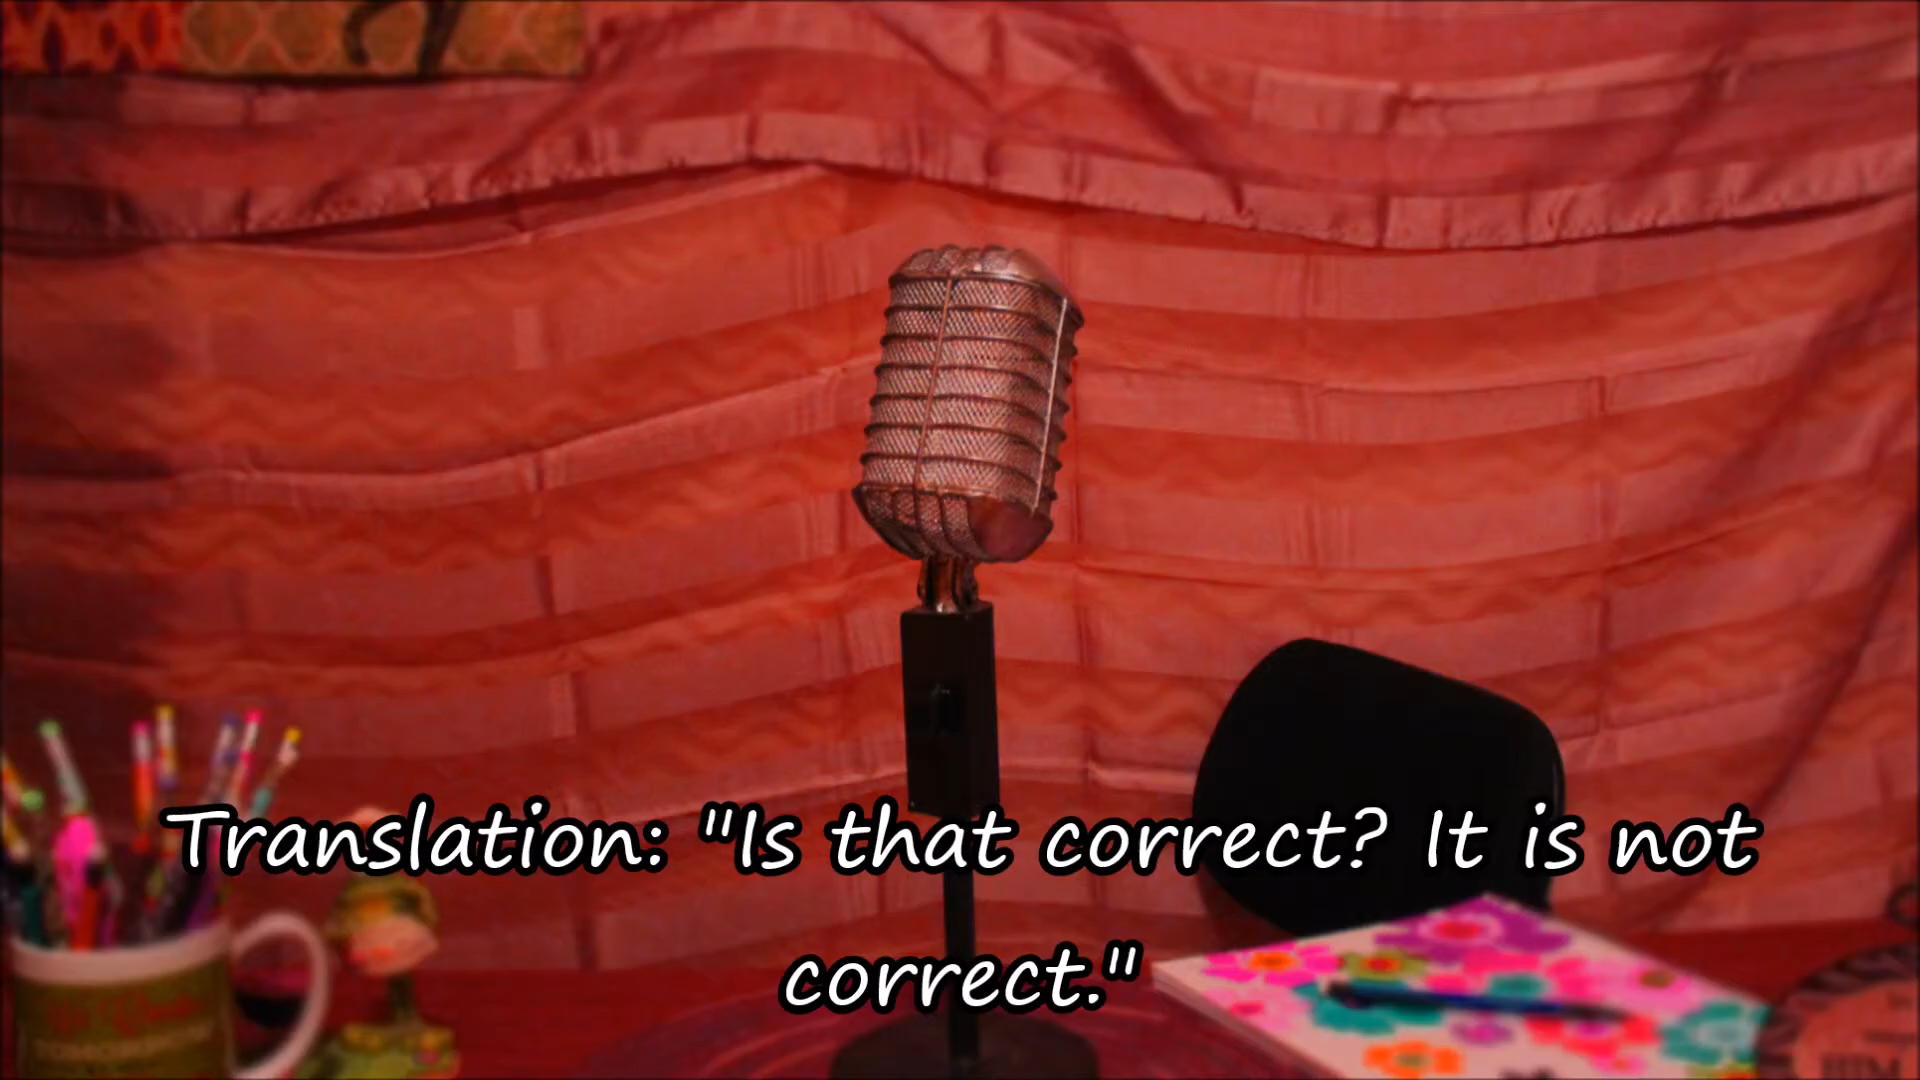 Translation: "Is that correct? It is not
correct."